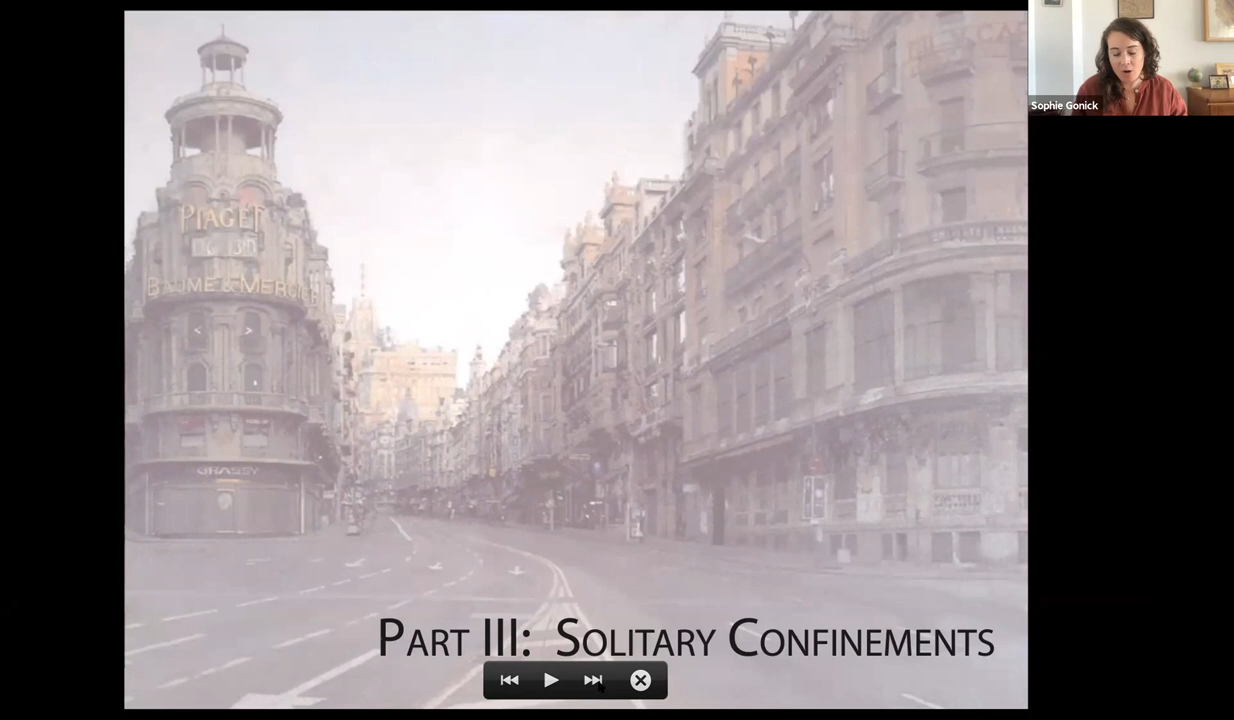 PIAGET
BAUME & MERCIER
GRASSY
PART III: SOLITARY CONFINEMENTS
Sophie Gonick